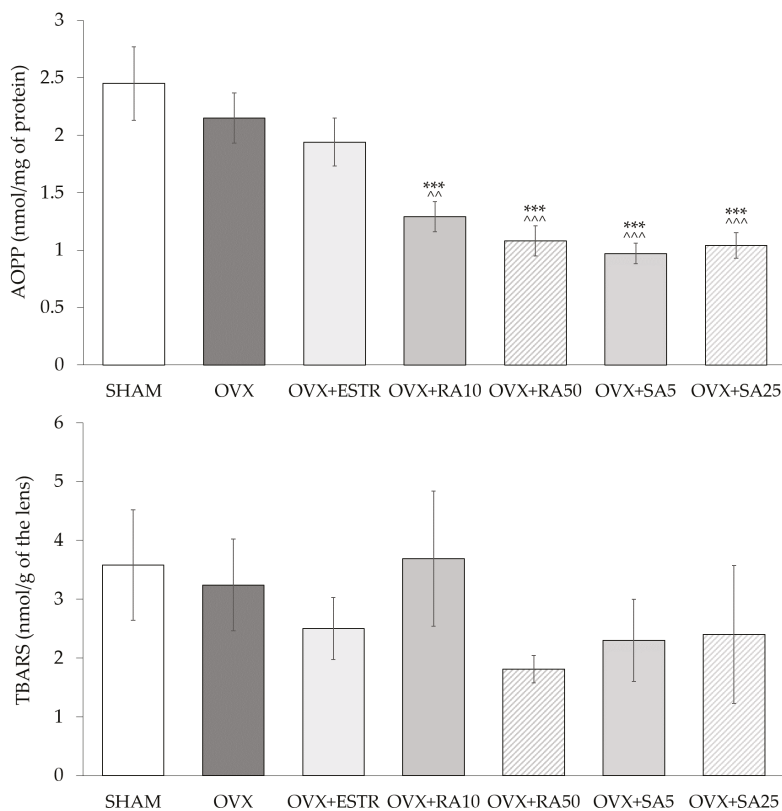 3
2.5
2
1.5
1
0.5
0
AOPP (nmol/mg of protein)
*** *** *** ***
^^ ^^^ ^^^ ^^^
SHAM OVX OVX+ESTR OVX+RA10 OVX+RA50 OVX+SA5 OVX+SA25
6
5
4
3
2
1
0
TBARS (nmol/g of the lens)
SHAM OVX OVX+ESTR OVX+RA10 OVX+RA50 OVX+SA5 OVX+SA25